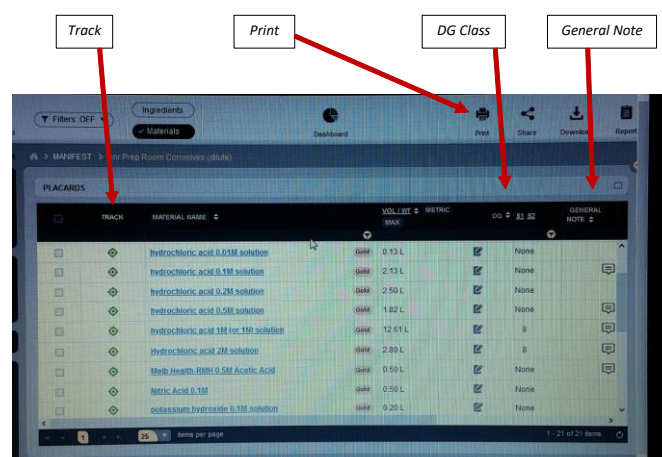 Track Print DG Class General Note
Filters: OFF
Ingredients
✓ Materials
Dashboard
Print
Share
Download
Report
> MANIFEST > Prep Room Corrosives (dilute)
PLACARDS
TRACK MATERIAL NAME VOL / WT METRIC MAX DG S1 S2 GENERAL NOTE
hydrochloric acid 0.01M solution Gold 0.13 L None
hydrochloric acid 0.1M solution Gold 2.13 L None
hydrochloric acid 0.2M solution Gold 2.50 L None
hydrochloric acid 0.5M solution Gold 1.82 L None
hydrochloric acid 1M (or 1N) solution Gold 12.61 L 8
Hydrochloric acid 2M solution Gold 2.89 L 8
Melb Health-RMH 0.5M Acetic Acid Gold 0.50 L None
Nitric Acid 0.1M Gold 0.50 L None
potassium hydroxide 0.1M solution Gold 0.20 L None
1 25 items per page 1 - 21 of 21 items